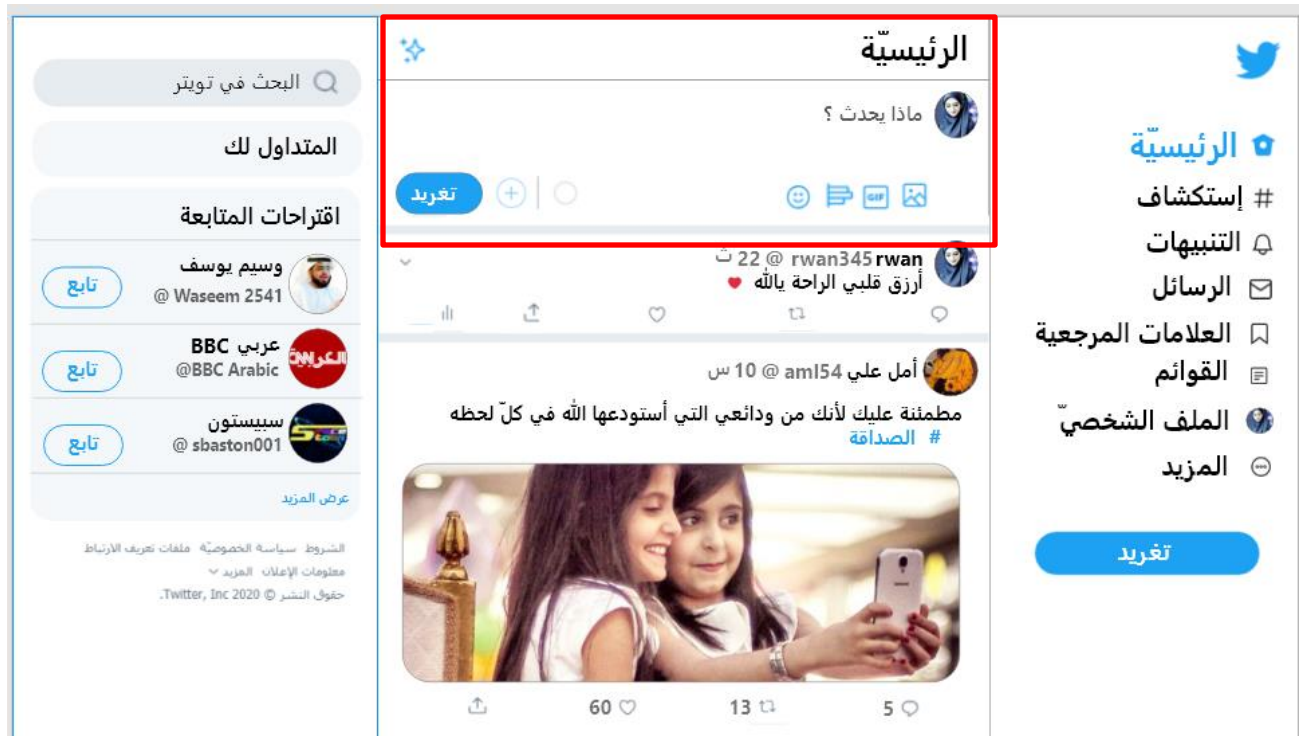 الرئيسيّة
إستكشاف
التنبيهات
الرسائل
العلامات المرجعية
القوائم
الملف الشخصيّ
المزيد
تغريد
الرئيسيّة
ماذا يحدث ؟
GIF
تغريد
rwan rwan345 @ 22 ث
أرزق قلبي الراحة يالله
أمل علي aml54 @ 10 س
مطمئنة عليك لأنك من ودائعي التي أستودعها الله في كلّ لحظه
# الصداقة
5 13 60
البحث في تويتر
المتداول لك
اقتراحات المتابعة
وسيم يوسف
@ Waseem 2541
تابع
عربي BBC
@BBC Arabic
تابع
سبيستون
@ sbaston001
تابع
عرض المزيد
الشروط سياسة الخصوصيّة ملفات تعريف الارتباط
معلومات الإعلان المزيد
حقوق النشر © 2020 Twitter, Inc.